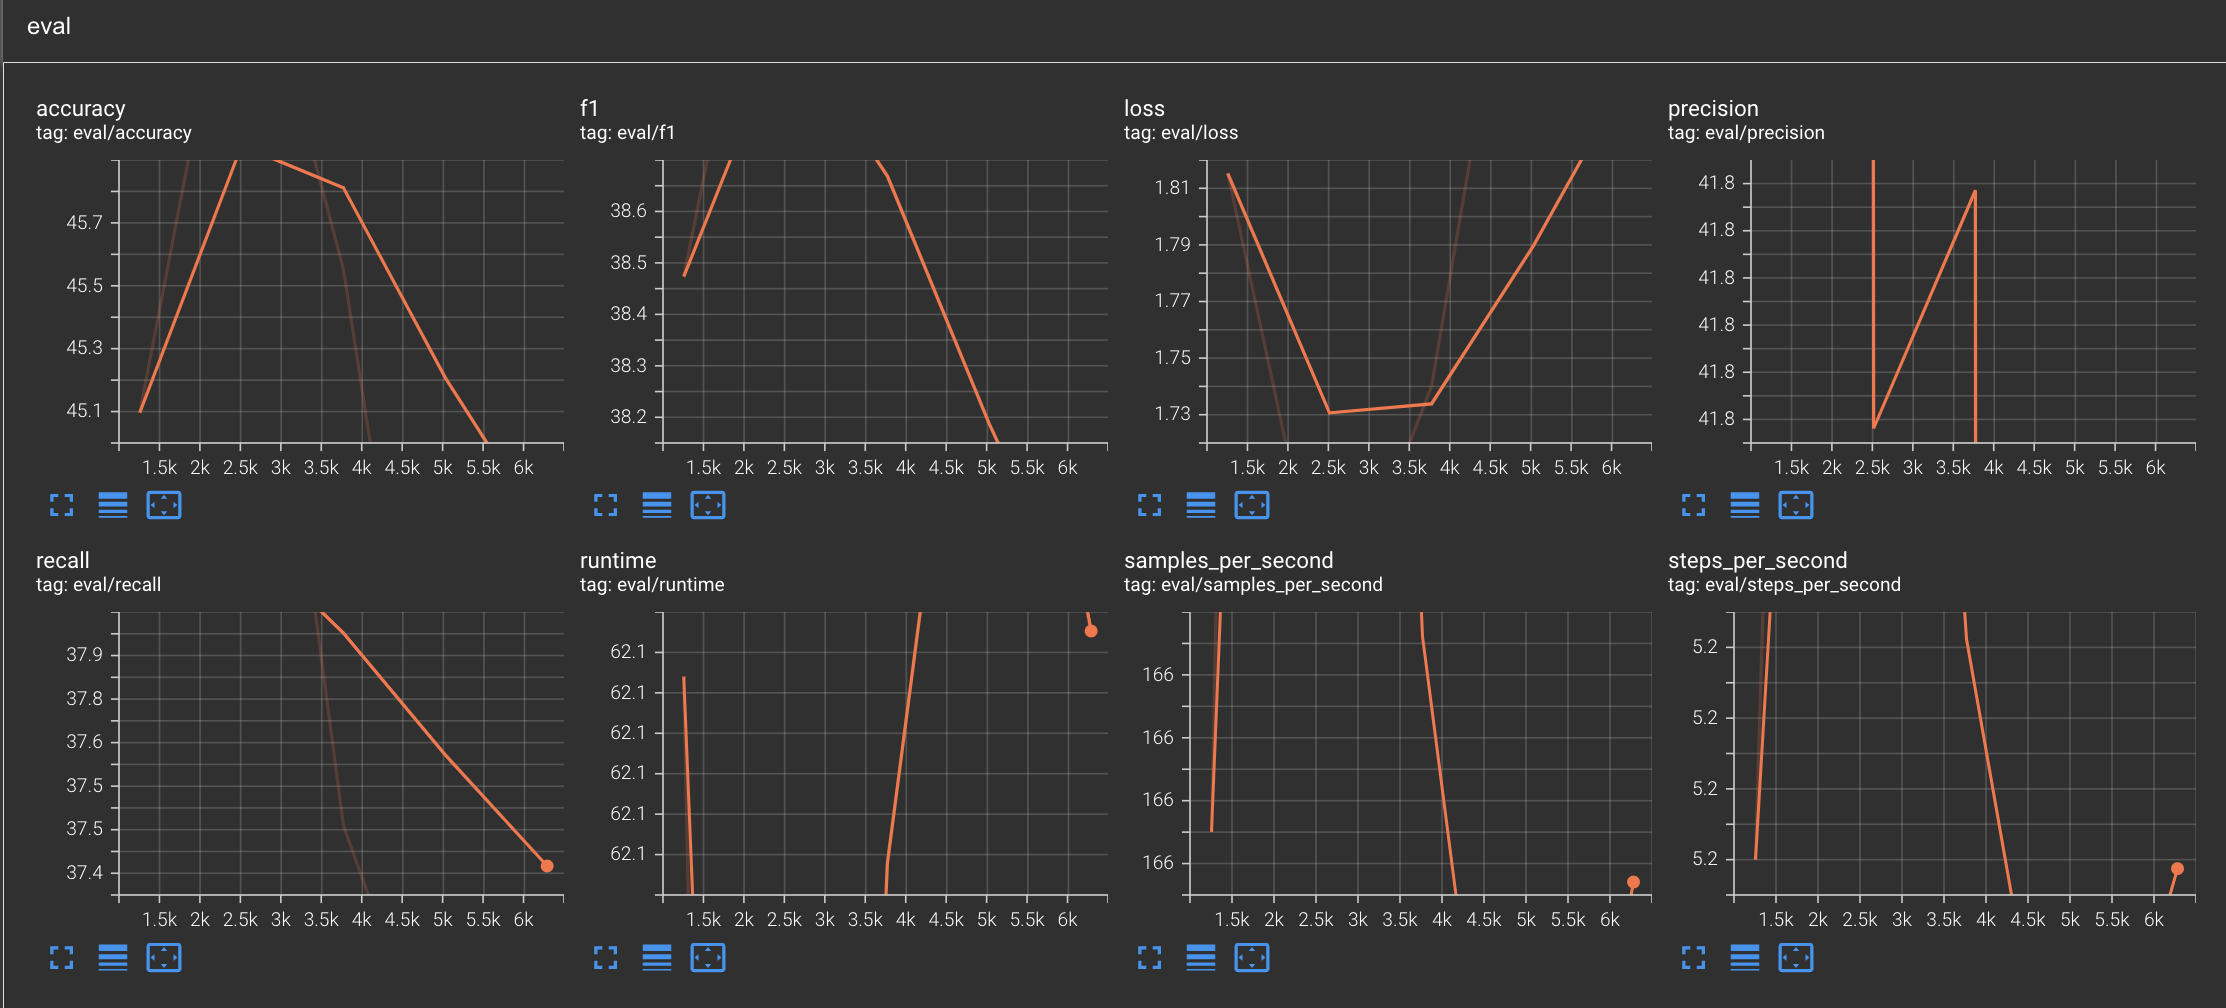 eval
accuracy
tag: eval/accuracy
45.7
45.5
45.3
45.1
1.5k 2k 2.5k 3k 3.5k 4k 4.5k 5k 5.5k 6k
f1
tag: eval/f1
38.6
38.5
38.4
38.3
38.2
1.5k 2k 2.5k 3k 3.5k 4k 4.5k 5k 5.5k 6k
loss
tag: eval/loss
1.81
1.79
1.77
1.75
1.73
1.5k 2k 2.5k 3k 3.5k 4k 4.5k 5k 5.5k 6k
precision
tag: eval/precision
41.8
41.8
41.8
41.8
41.8
41.8
1.5k 2k 2.5k 3k 3.5k 4k 4.5k 5k 5.5k 6k
recall
tag: eval/recall
37.9
37.8
37.6
37.5
37.5
37.4
1.5k 2k 2.5k 3k 3.5k 4k 4.5k 5k 5.5k 6k
runtime
tag: eval/runtime
62.1
62.1
62.1
62.1
62.1
62.1
1.5k 2k 2.5k 3k 3.5k 4k 4.5k 5k 5.5k 6k
samples_per_second
tag: eval/samples_per_second
166
166
166
166
1.5k 2k 2.5k 3k 3.5k 4k 4.5k 5k 5.5k 6k
steps_per_second
tag: eval/steps_per_second
5.2
5.2
5.2
5.2
1.5k 2k 2.5k 3k 3.5k 4k 4.5k 5k 5.5k 6k